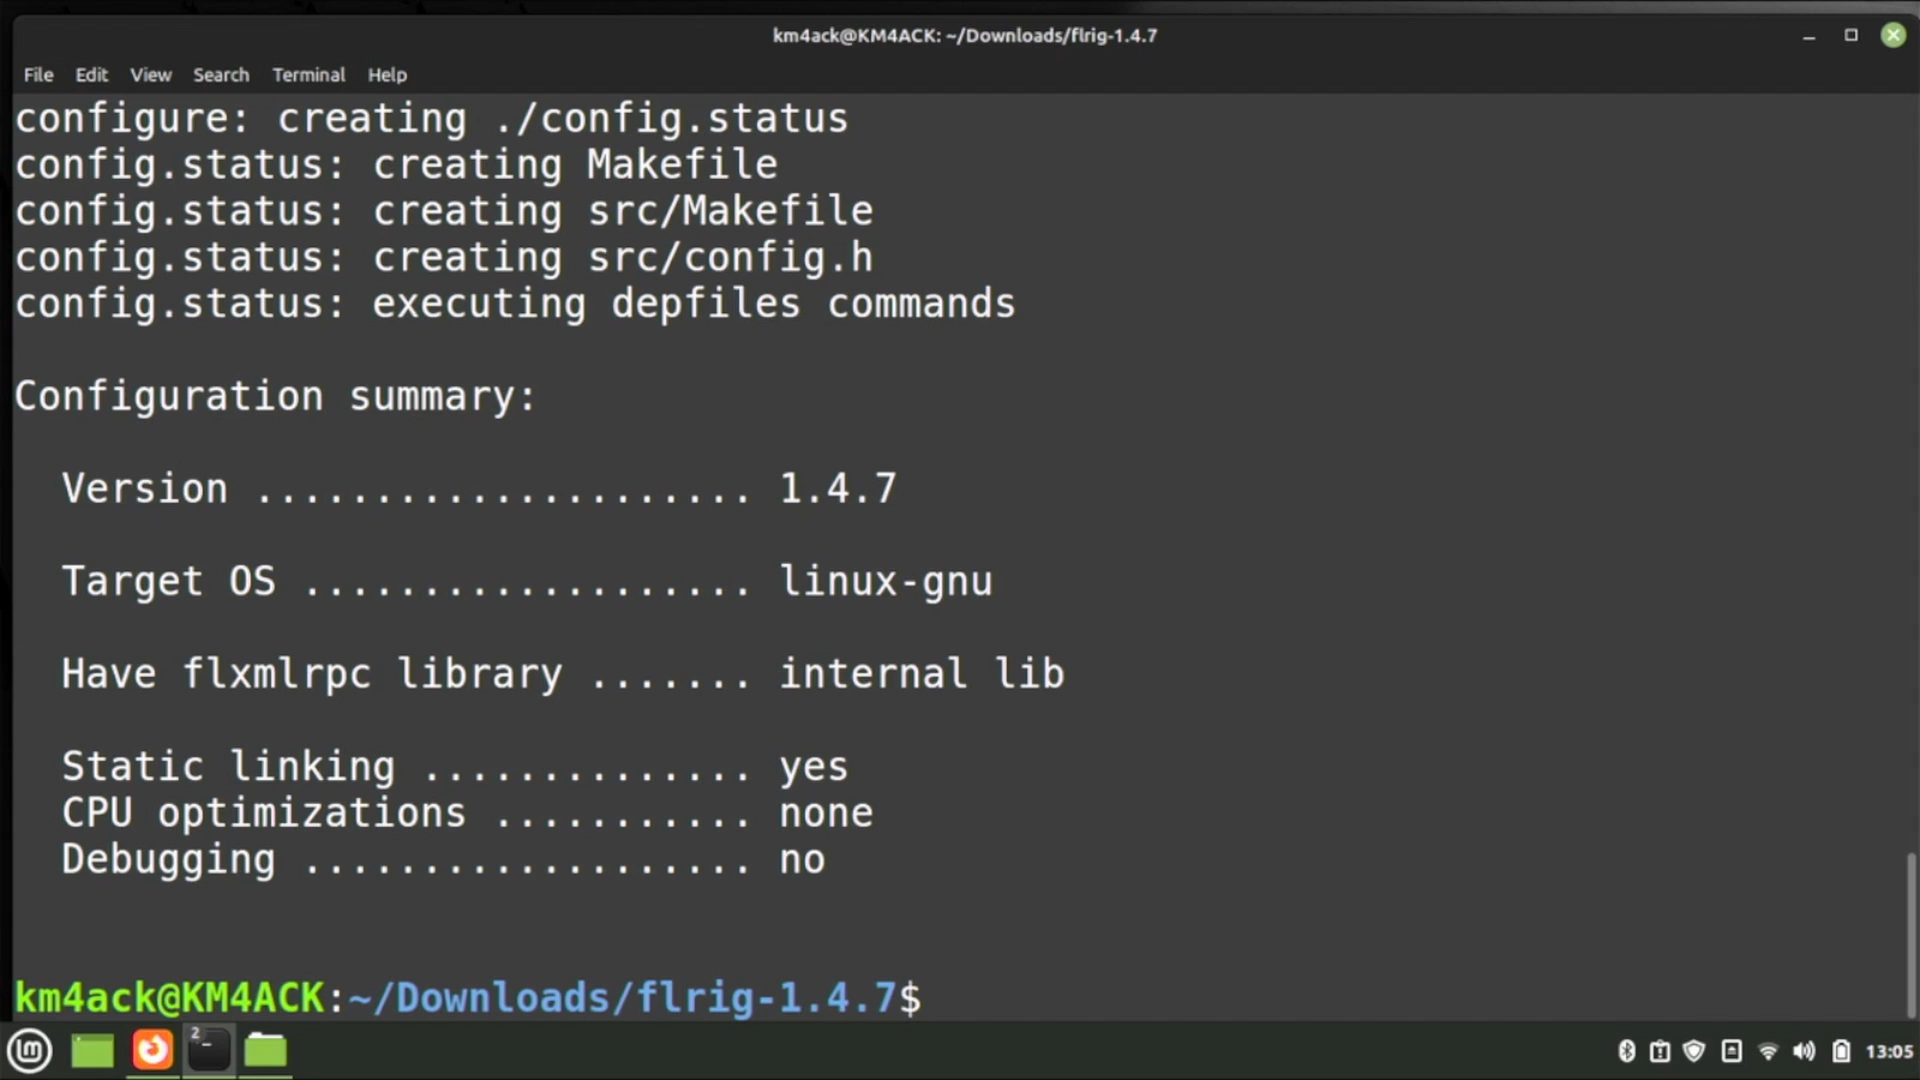 km4ack@KM4ACK: ~/Downloads/flrig-1.4.7
File Edit View Search Terminal Help
configure: creating ./config.status
config.status: creating Makefile
config.status: creating src/Makefile
config.status: creating src/config.h
config.status: executing depfiles commands
Configuration summary:
Version ..................... 1.4.7
Target OS ................... linux-gnu
Have flxmlrpc library ....... internal lib
Static linking .............. yes
CPU optimizations ........... none
Debugging ................... no
km4ack@KM4ACK:~/Downloads/flrig-1.4.7$
2
13:05